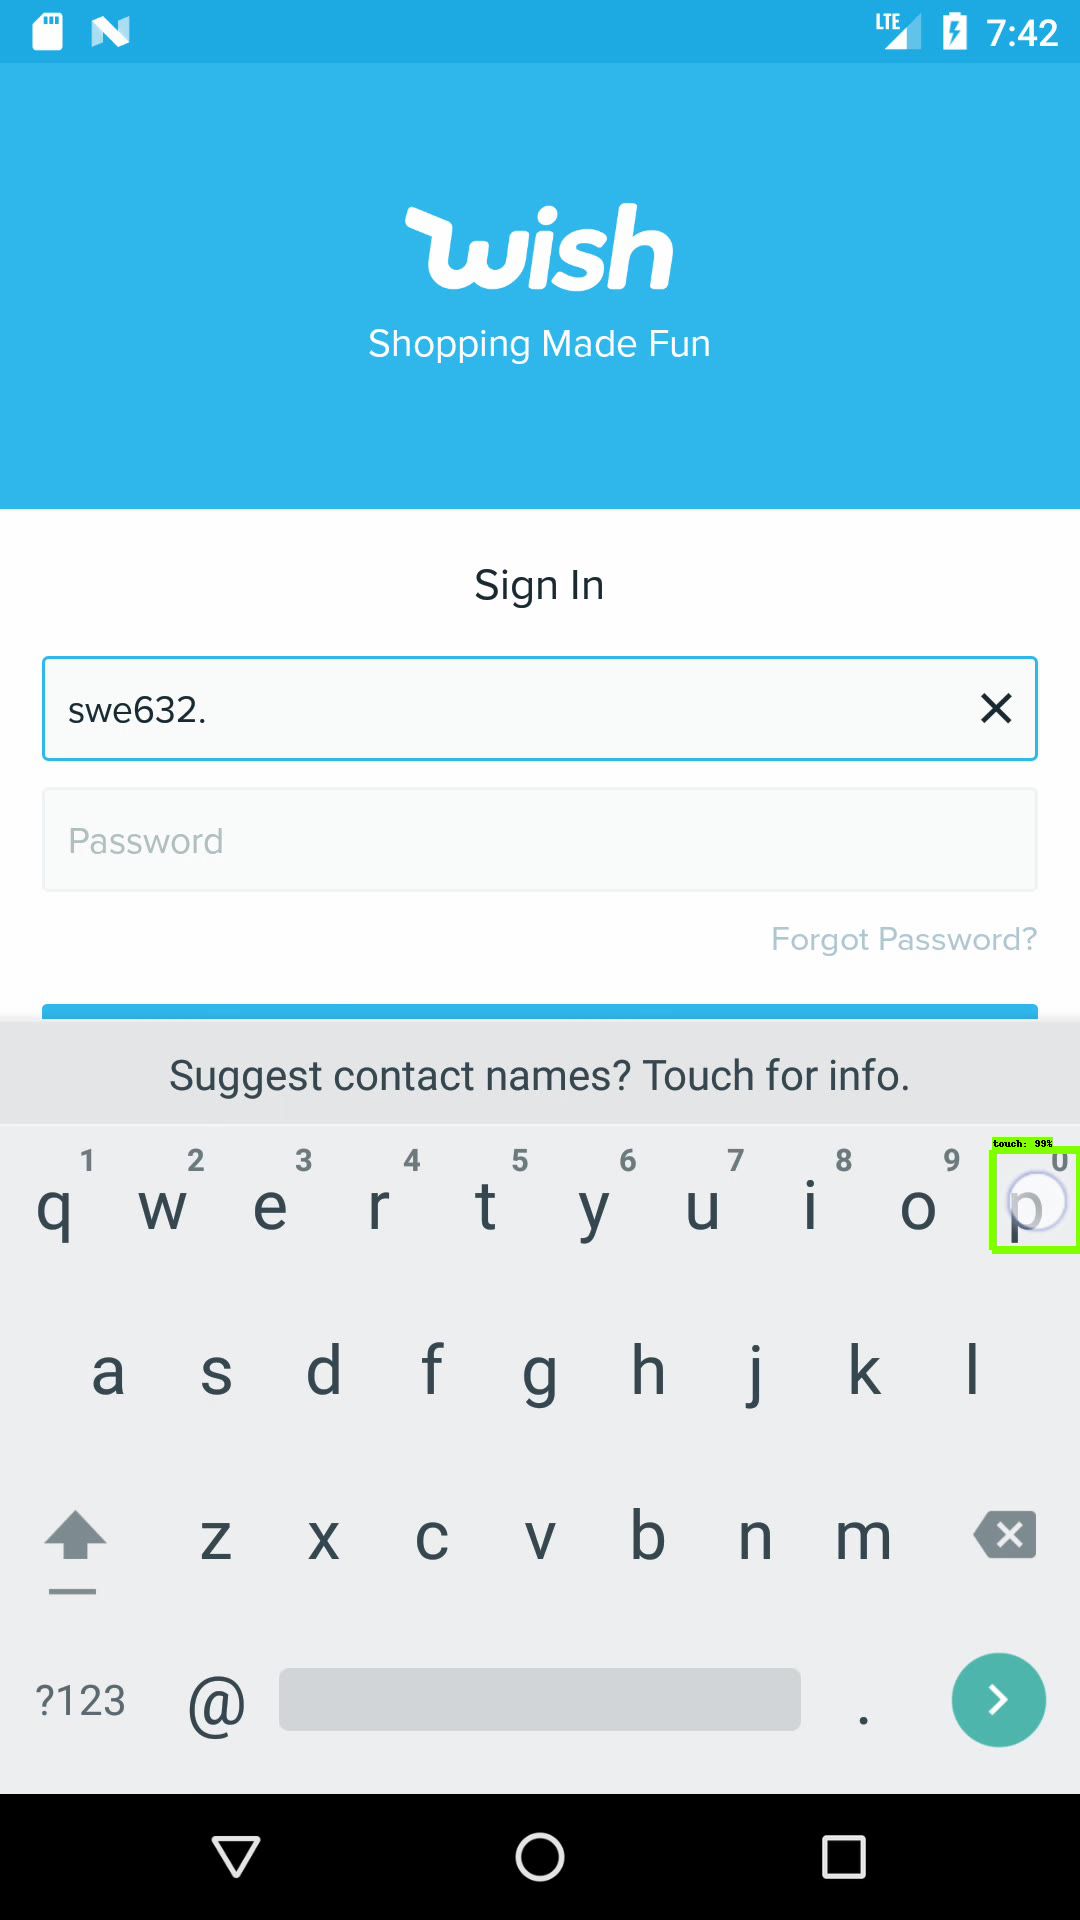 LTE 7:42
wish
Shopping Made Fun
Sign In
swe632.
Password
Forgot Password?
Suggest contact names? Touch for info.
touch: 99%
1 2 3 4 5 6 7 8 9 0
q w e r t y u i o p
a s d f g h j k l
z x c v b n m
?123 @ .